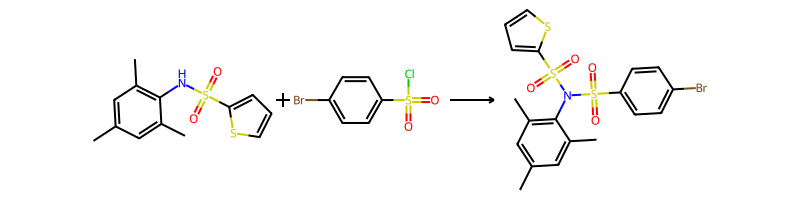 S
O O
S O
H Cl O
N S + Br S O N S Br
O O O
S